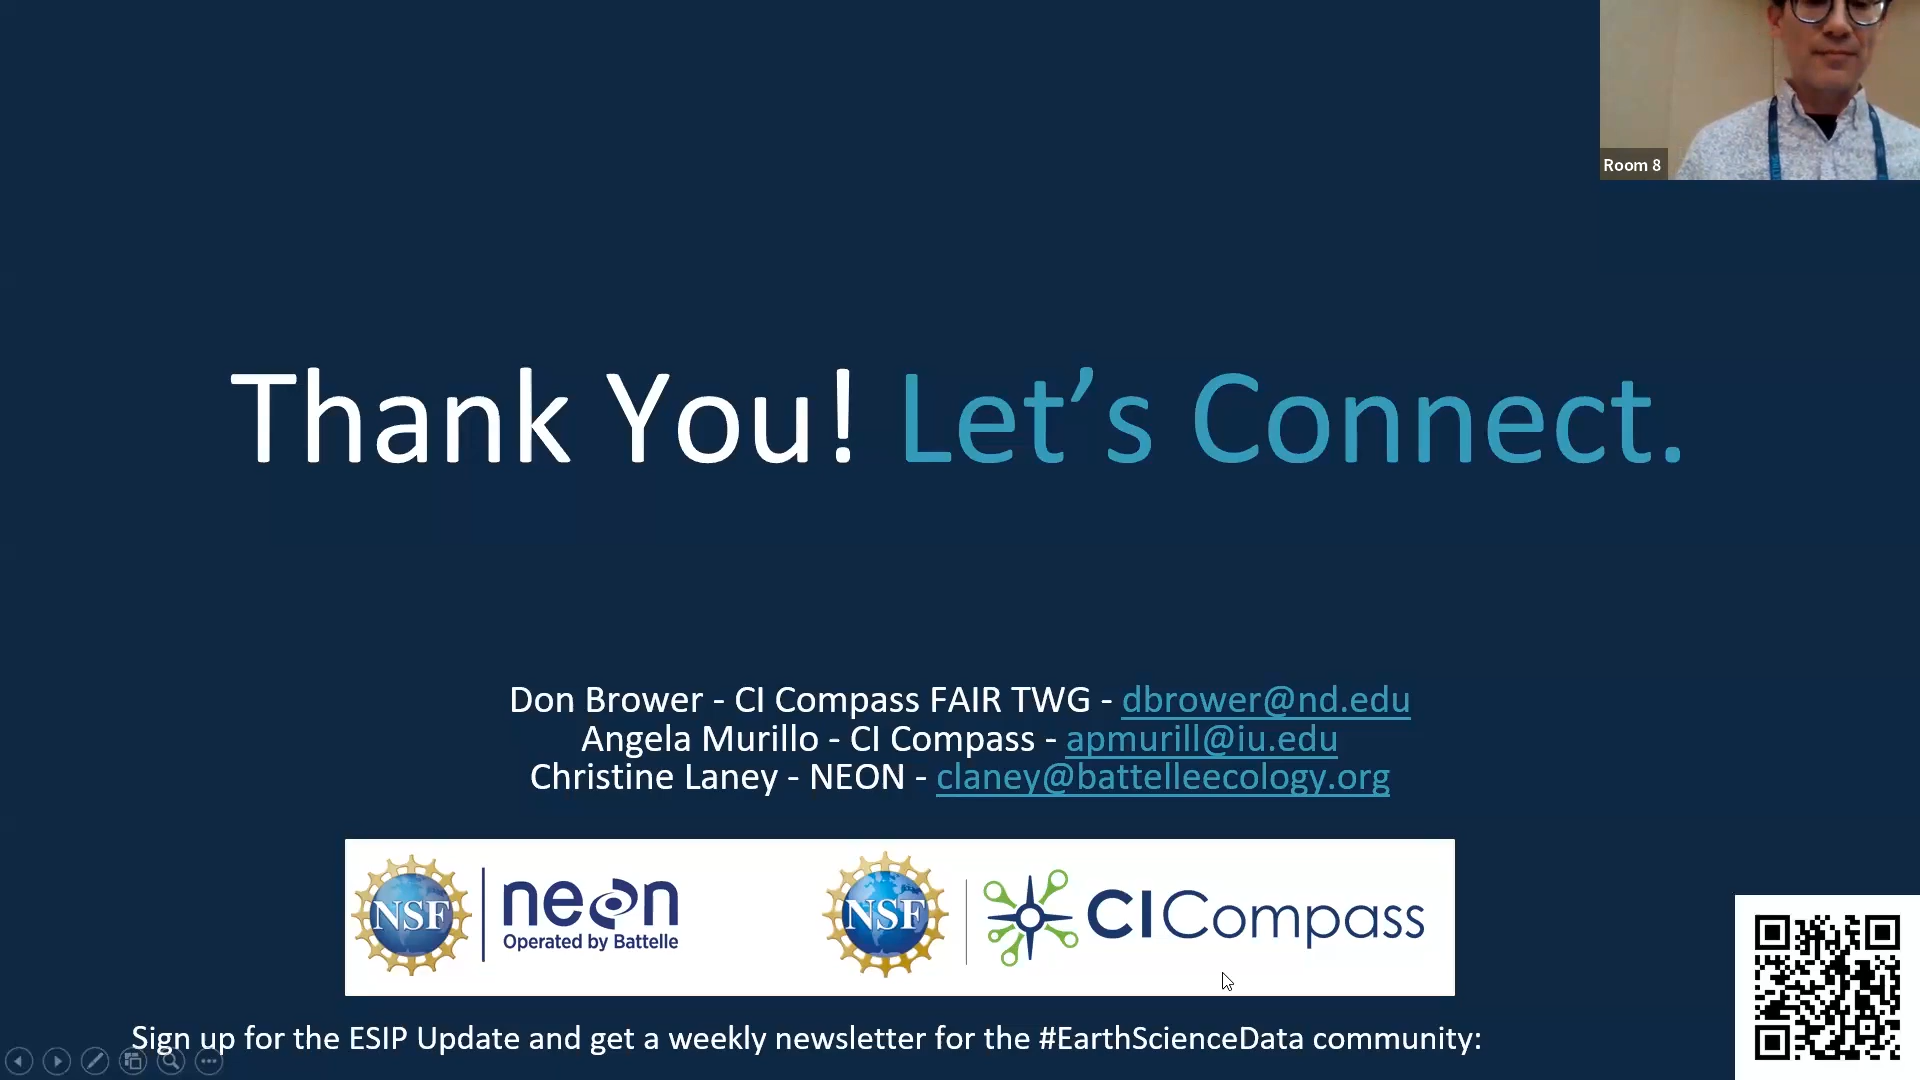 Room 8
Thank You! Let’s Connect.
Don Brower - CI Compass FAIR TWG - dbrower@nd.edu
Angela Murillo - CI Compass - apmurill@iu.edu
Christine Laney - NEON - claney@battelleecology.org
NSF
neon
Operated by Battelle
NSF
CICompass
Sign up for the ESIP Update and get a weekly newsletter for the #EarthScienceData community: